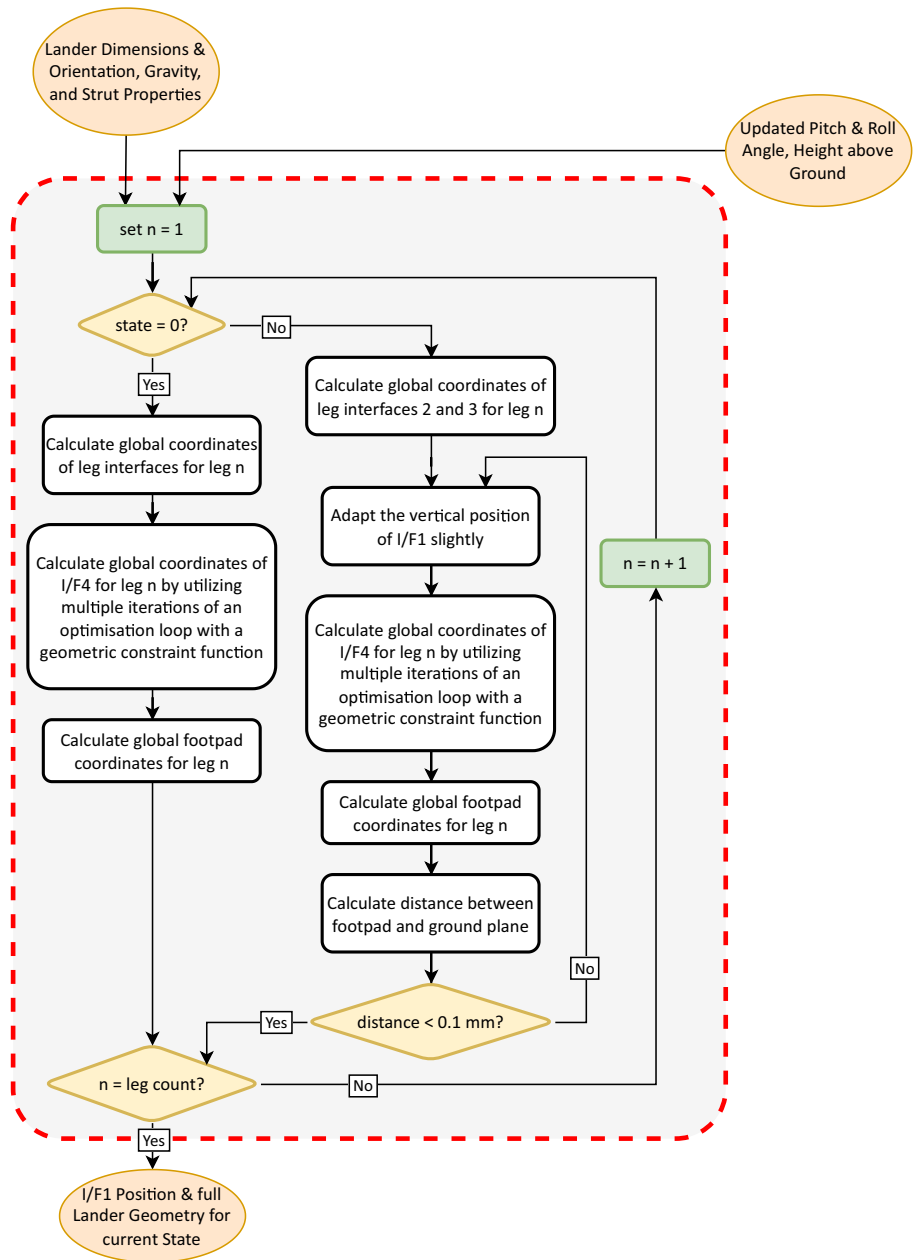 Lander Dimensions &
Orientation, Gravity,
and Strut Properties
Updated Pitch & Roll
Angle, Height above
Ground
set n = 1
state = 0?
No
Yes
Calculate global coordinates of
leg interfaces 2 and 3 for leg n
Calculate global coordinates
of leg interfaces for leg n
Adapt the vertical position
of I/F1 slightly
n = n + 1
Calculate global coordinates of
I/F4 for leg n by utilizing
multiple iterations of an
optimisation loop with a
geometric constraint function
Calculate global coordinates of
I/F4 for leg n by utilizing
multiple iterations of an
optimisation loop with a
geometric constraint function
Calculate global footpad
coordinates for leg n
Calculate global footpad
coordinates for leg n
Calculate distance between
footpad and ground plane
No
distance < 0.1 mm?
Yes
n = leg count?
No
Yes
I/F1 Position & full
Lander Geometry for
current State